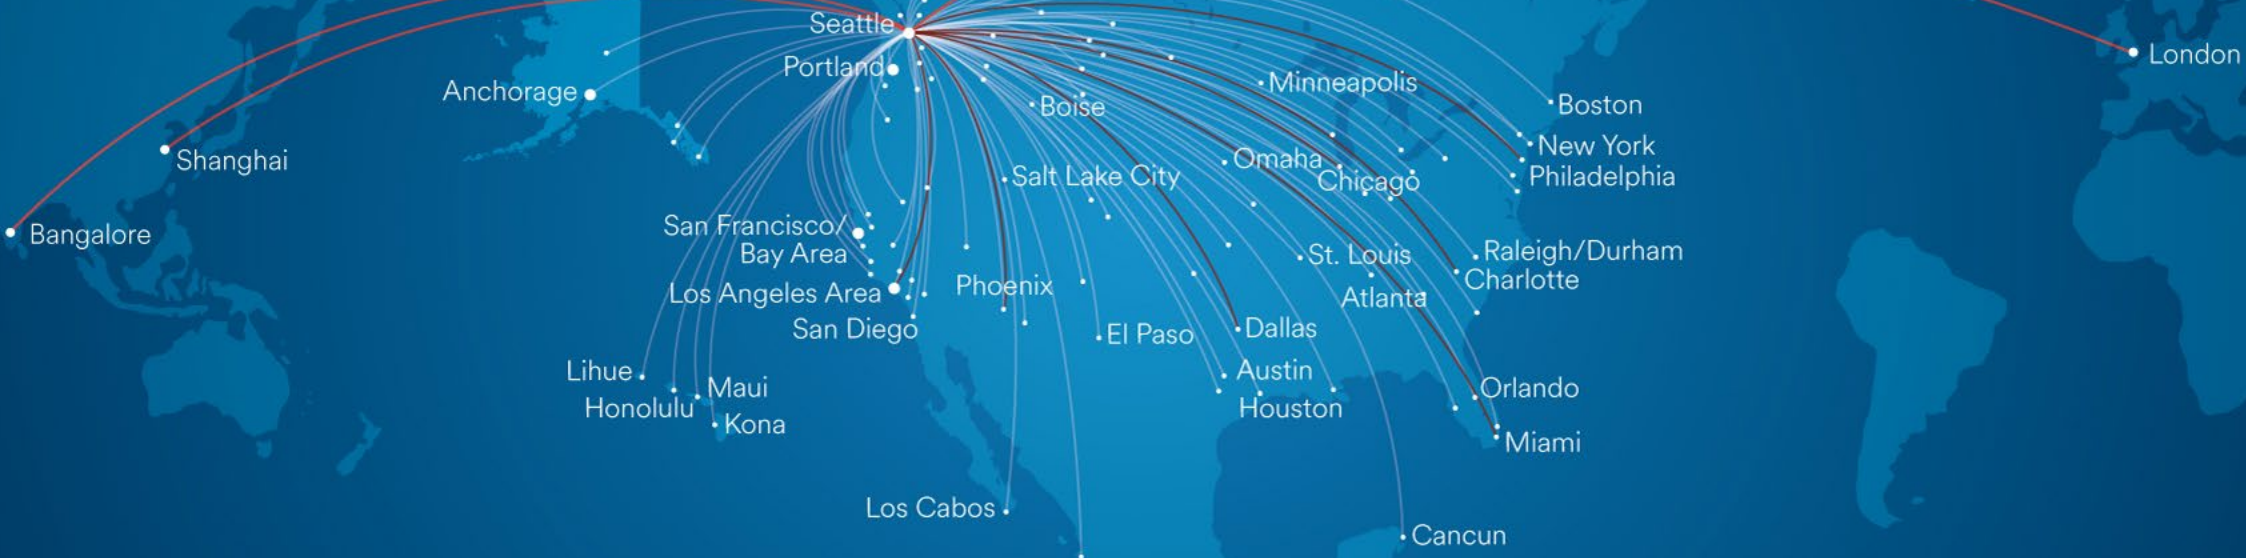 Seattle
London
Portland
Minneapolis
Anchorage
Boise
Boston
New York
Shanghai
Omaha
Salt Lake City
Chicago
Philadelphia
San Francisco/
Bay Area
Bangalore
St. Louis
Raleigh/Durham
Charlotte
Los Angeles Area
Phoenix
Atlanta
San Diego
El Paso
Dallas
Lihue
Maui
Austin
Orlando
Honolulu
Houston
Kona
Miami
Los Cabos
Cancun